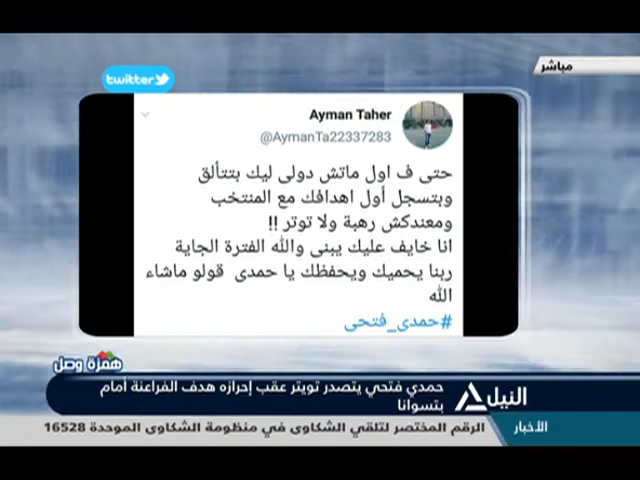 مباشر
twitter
Ayman Taher
@AymanTa22337283
حتى ف اول ماتش دولى ليك بتتألق
وبتسجل أول اهدافك مع المنتخب
ومعندكش رهبة ولا توتر !!
انا خايف عليك يبنى والله الفترة الجاية
ربنا يحميك ويحفظك يا حمدى قولو ماشاء
الله
#حمدى_فتحى
همزة وصل
النيل
حمدي فتحي يتصدر تويتر عقب إحرازه هدف الفراعنة أمام
بتسوانا
الأخبار
الرقم المختصر لتلقي الشكاوى في منظومة الشكاوى الموحدة 16528